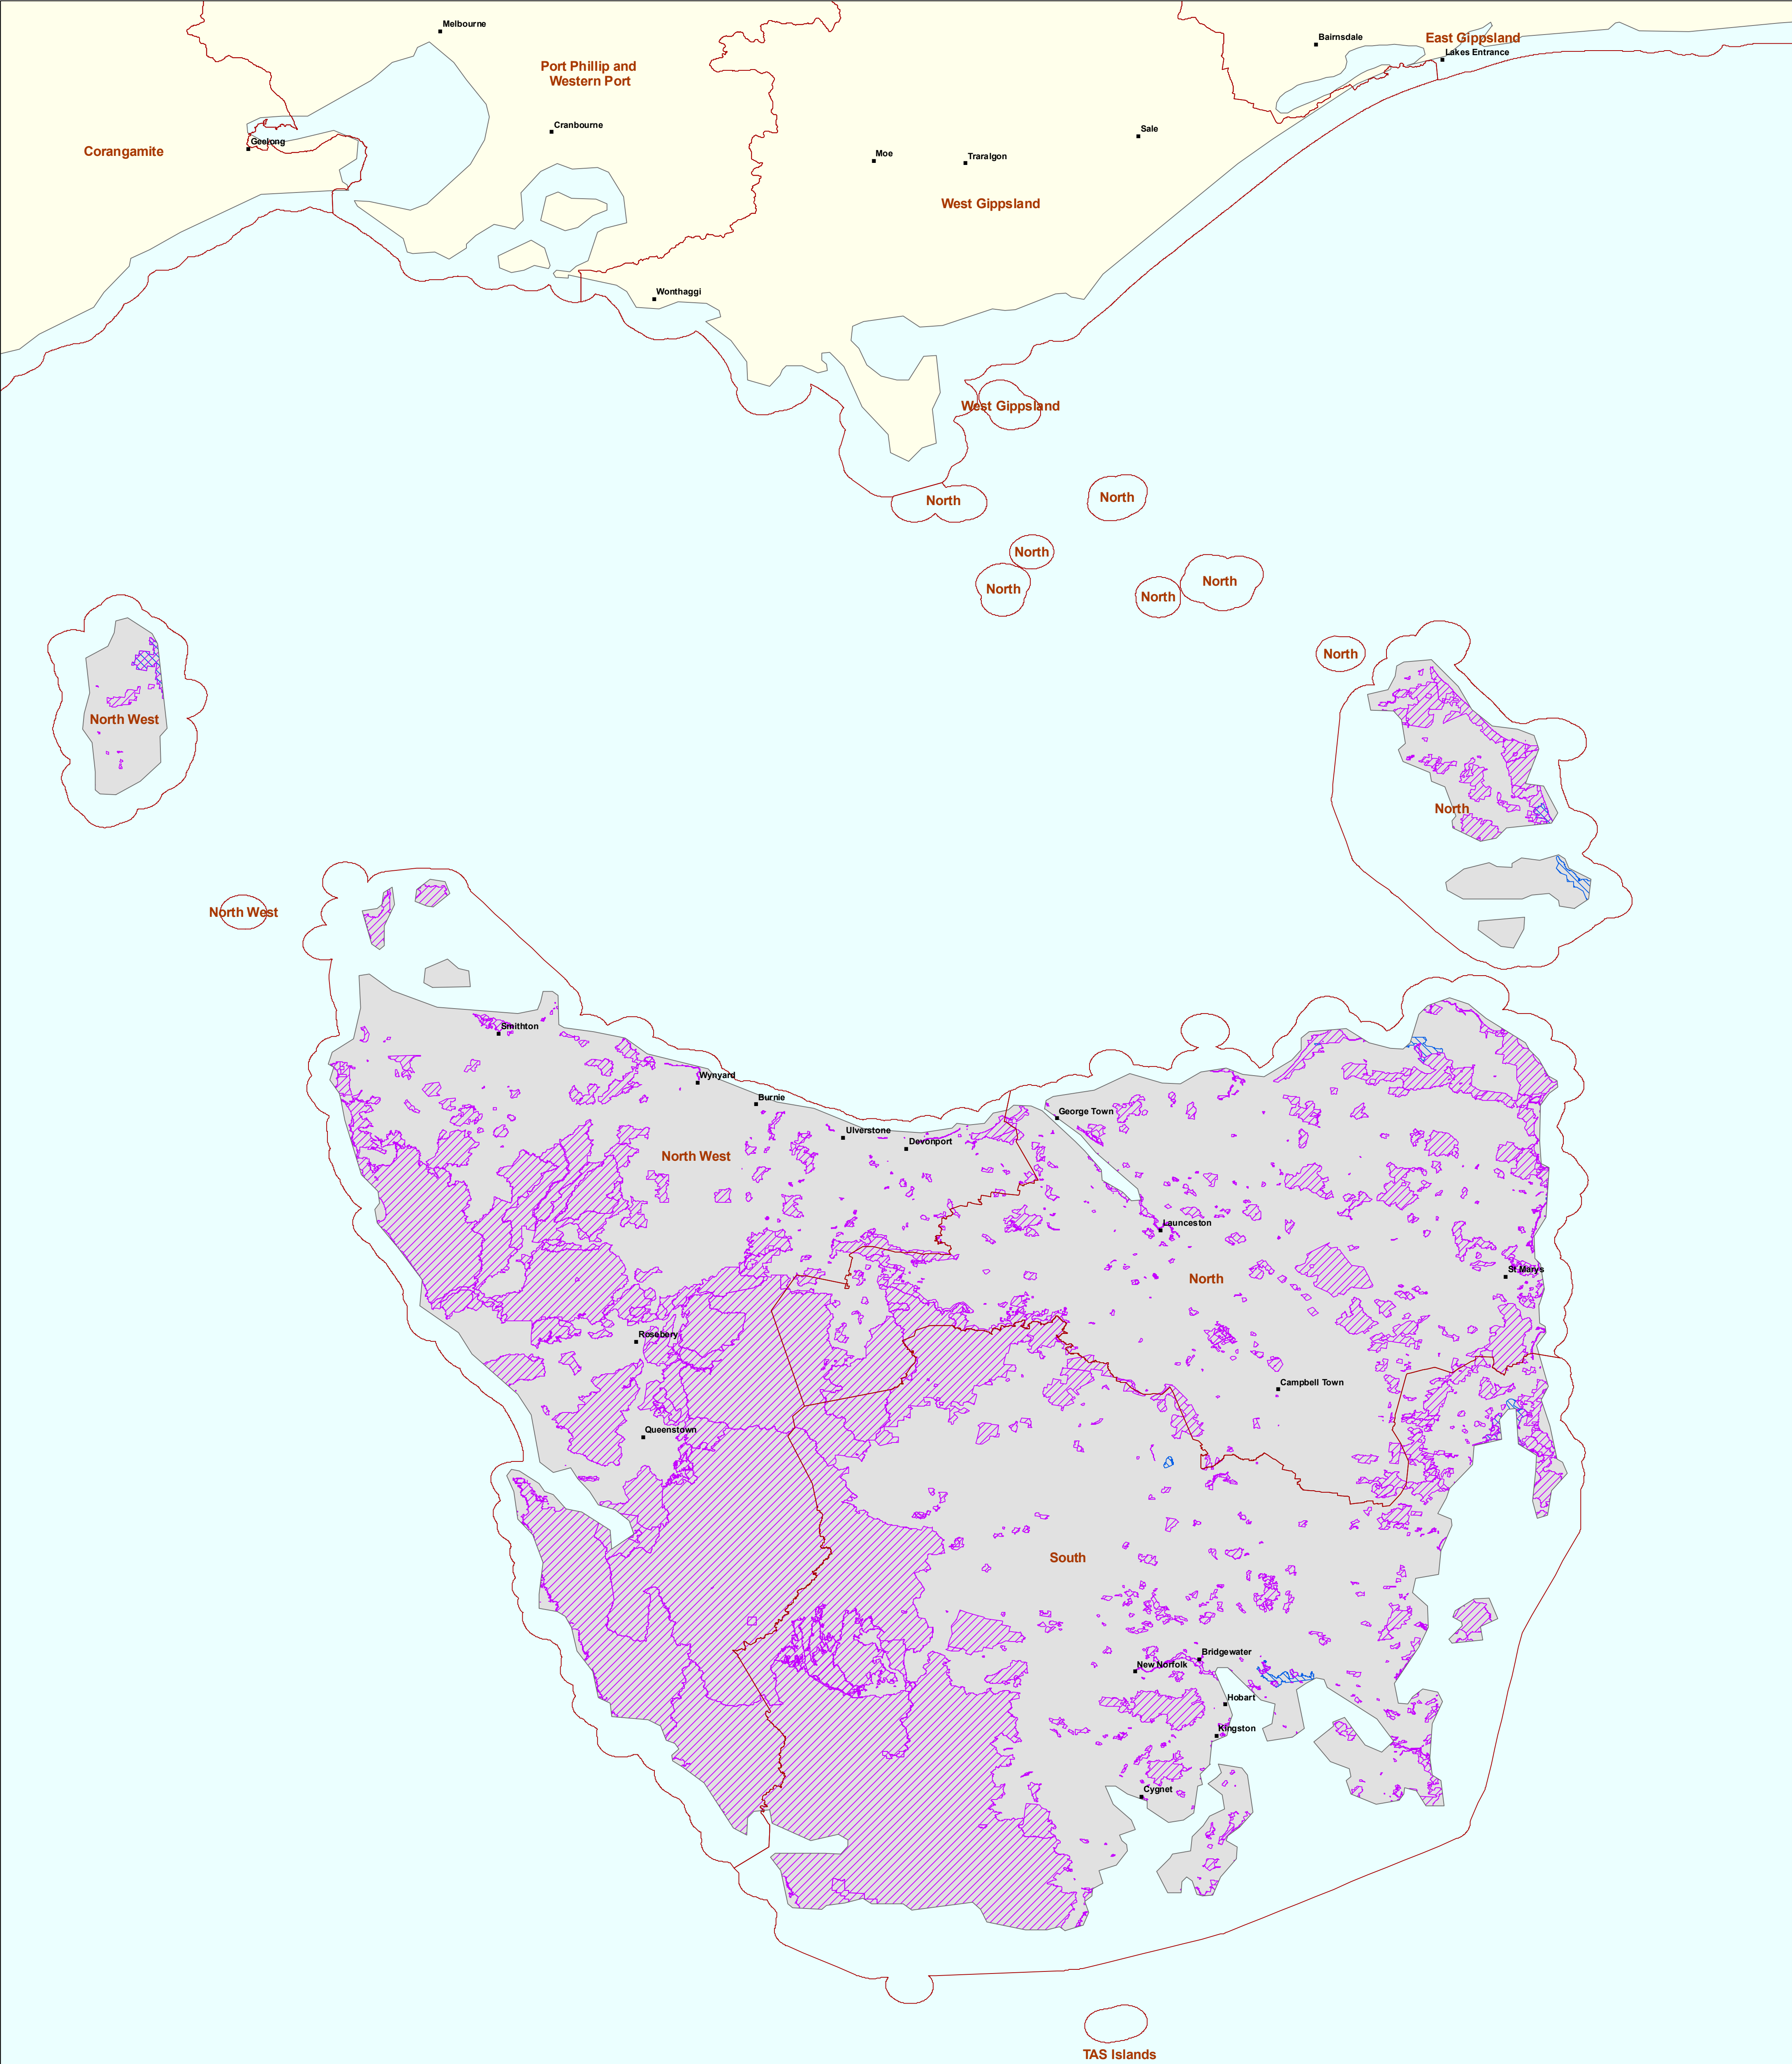 Melbourne
Bairnsdale
East Gippsland
Lakes Entrance
Port Phillip and
Western Port
Cranbourne
Sale
Geelong
Corangamite
Moe
Traralgon
West Gippsland
Wonthaggi
West Gippsland
North
North
North
North
North
North
North
North West
North
North West
Smithton
Wynyard
Burnie
George Town
Ulverstone
Devonport
North West
Launceston
St.Marys
North
Rosebery
Campbell Town
Queenstown
South
Bridgewater
New Norfolk
Hobart
Kingston
Cygnet
TAS Islands